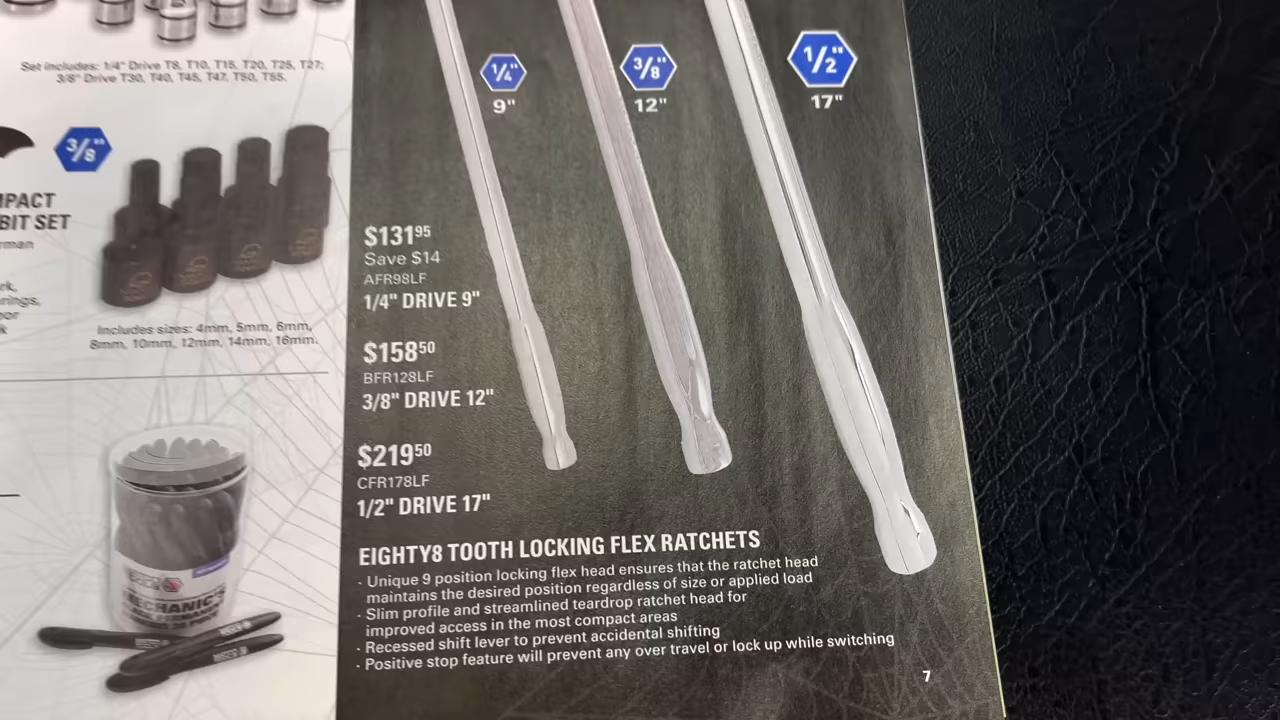 Set includes: 1/4" Drive T8, T10, T15, T20, T25, T27;
3/8" Drive T30, T40, T45, T47, T50, T55.
3/8"
BIT SET
Includes sizes: 4mm, 5mm, 6mm,
8mm, 10mm, 12mm, 14mm, 16mm.
MECHANIC'S
1/4"
9"
3/8"
12"
1/2"
17"
$131.95
Save $14
AFR98LF
1/4" DRIVE 9"
$158.50
BFR128LF
3/8" DRIVE 12"
$219.50
CFR178LF
1/2" DRIVE 17"
EIGHTY8 TOOTH LOCKING FLEX RATCHETS
· Unique 9 position locking flex head ensures that the ratchet head
maintains the desired position regardless of size or applied load
· Slim profile and streamlined teardrop ratchet head for
improved access in the most compact areas
· Recessed shift lever to prevent accidental shifting
· Positive stop feature will prevent any over travel or lock up while switching
7